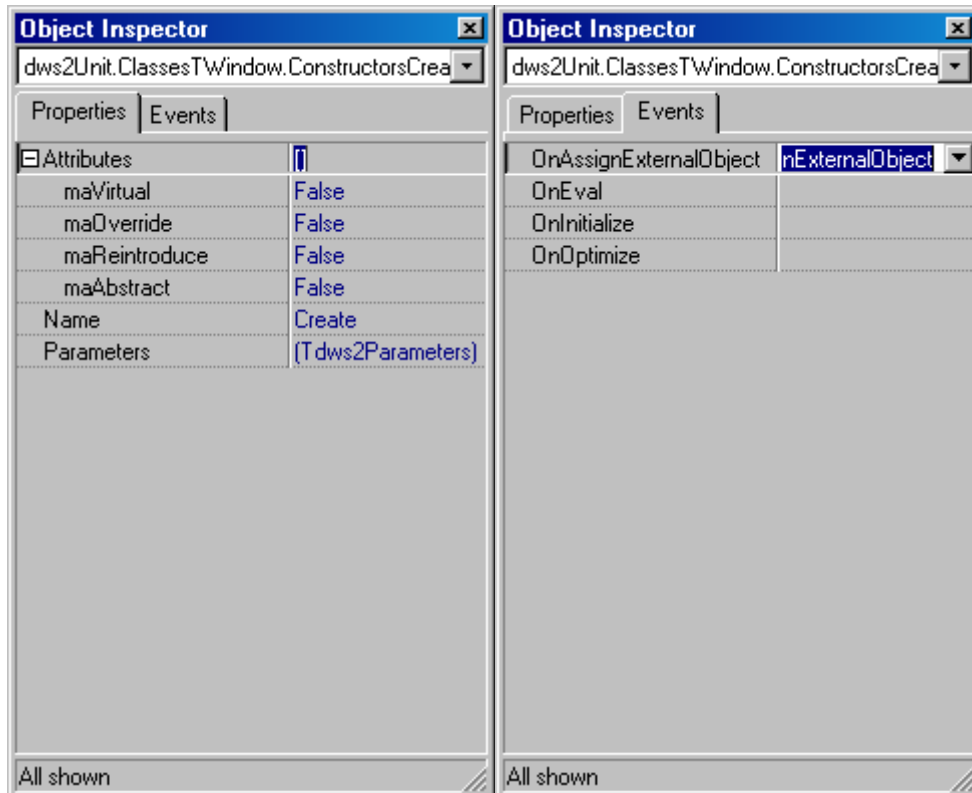 Object Inspector
dws2Unit.ClassesTWindow.ConstructorsCrea
Properties Events
Attributes []
maVirtual False
maOverride False
maReintroduce False
maAbstract False
Name Create
Parameters (Tdws2Parameters)
All shown
Object Inspector
dws2Unit.ClassesTWindow.ConstructorsCrea
Properties Events
OnAssignExternalObject nExternalObject
OnEval
OnInitialize
OnOptimize
All shown